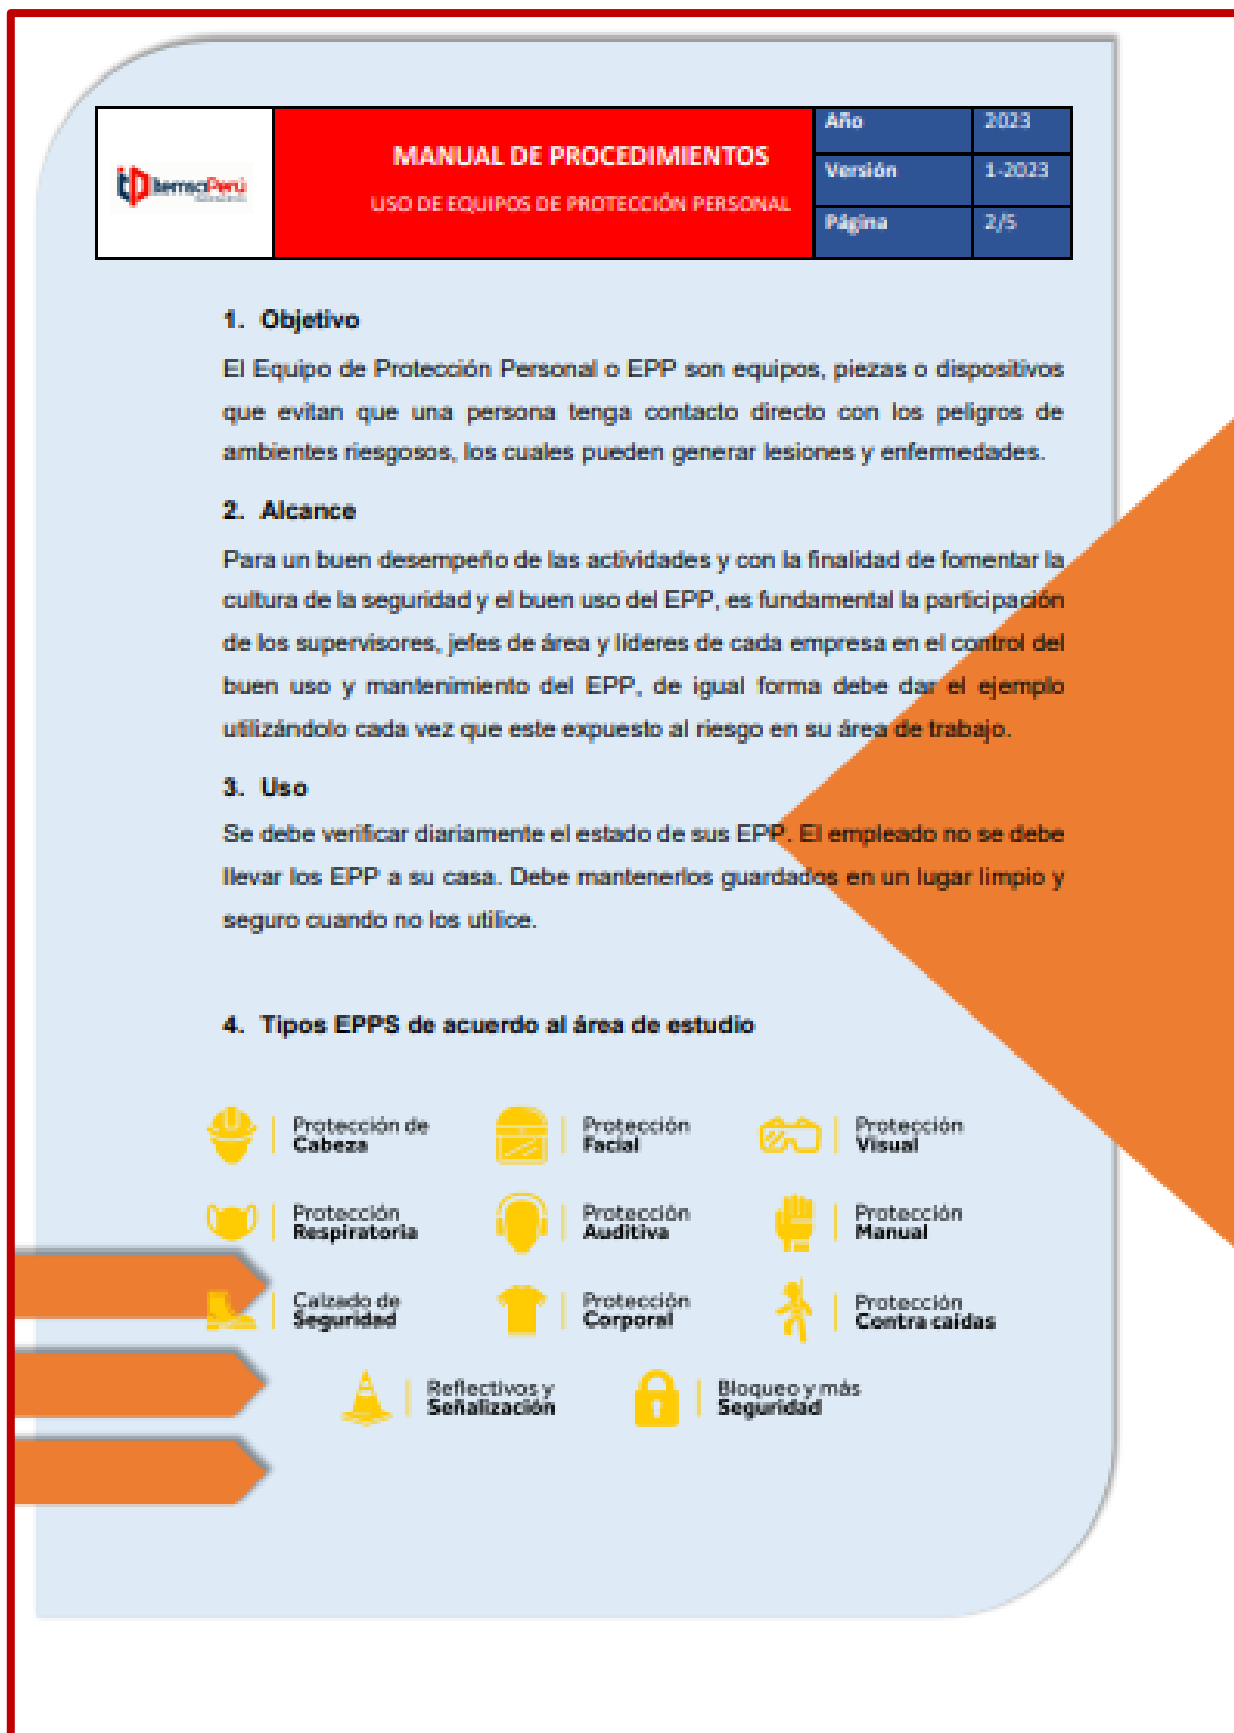 ItemsctPerú
MANUAL DE PROCEDIMIENTOS
USO DE EQUIPOS DE PROTECCIÓN PERSONAL
Año 2023
Versión 1-2023
Página 2/5
1. Objetivo
El Equipo de Protección Personal o EPP son equipos, piezas o dispositivos
que evitan que una persona tenga contacto directo con los peligros de
ambientes riesgosos, los cuales pueden generar lesiones y enfermedades.
2. Alcance
Para un buen desempeño de las actividades y con la finalidad de fomentar la
cultura de la seguridad y el buen uso del EPP, es fundamental la participación
de los supervisores, jefes de área y líderes de cada empresa en el control del
buen uso y mantenimiento del EPP, de igual forma debe dar el ejemplo
utilizándolo cada vez que este expuesto al riesgo en su área de trabajo.
3. Uso
Se debe verificar diariamente el estado de sus EPP. El empleado no se debe
llevar los EPP a su casa. Debe mantenerlos guardados en un lugar limpio y
seguro cuando no los utilice.
4. Tipos EPPS de acuerdo al área de estudio
Protección de
Cabeza
Protección
Facial
Protección
Visual
Protección
Respiratoria
Protección
Auditiva
Protección
Manual
Calzado de
Seguridad
Protección
Corporal
Protección
Contra caídas
Reflectivos y
Señalización
Bloqueo y más
Seguridad